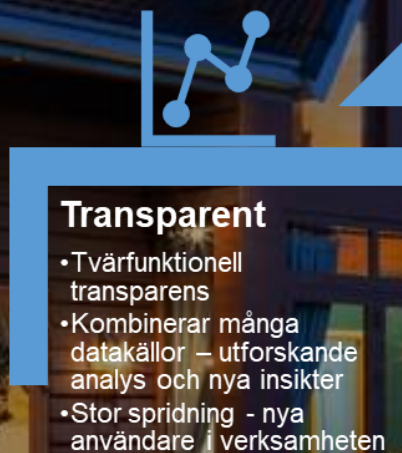 Transparent
•Tvärfunktionell
transparens
•Kombinerar många
datakällor – utforskande
analys och nya insikter
•Stor spridning - nya
användare i verksamheten